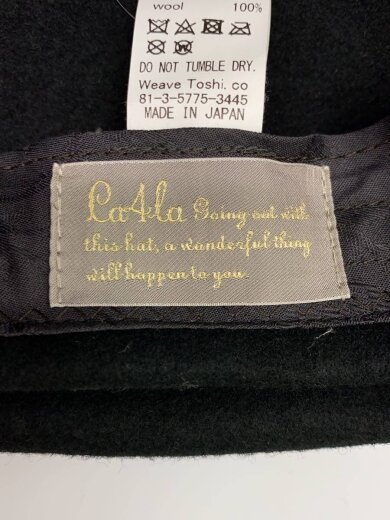 wool 100%
DO NOT TUMBLE DRY.
Weave Toshi. co
81-3-5775-3445
MADE IN JAPAN
Ca4la Going out with
this hat, a wonderful thing
will happen to you.